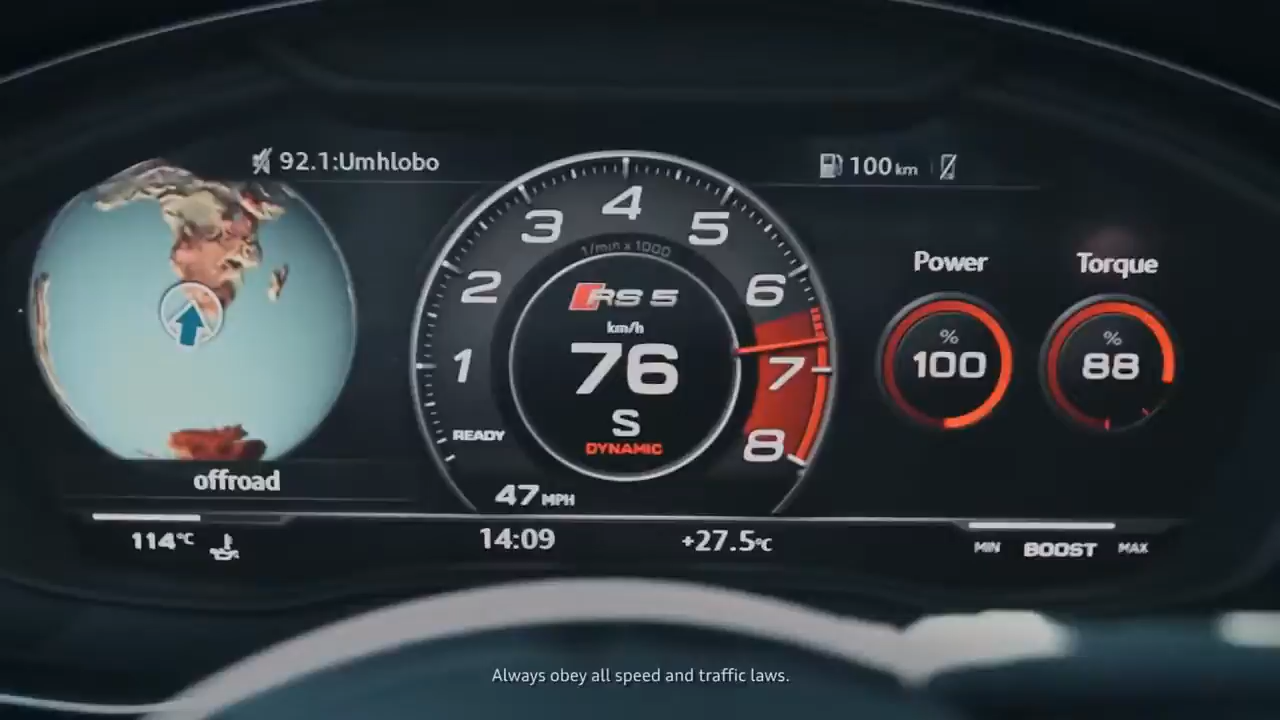 92.1:Umhlobo
100 km
1
2
3
4
5
6
7
8
1/min x 1000
RS 5
km/h
76
S
DYNAMIC
READY
47 MPH
Power
%
100
Torque
%
88
offroad
114°C
14:09
+27.5°C
MIN BOOST MAX
Always obey all speed and traffic laws.